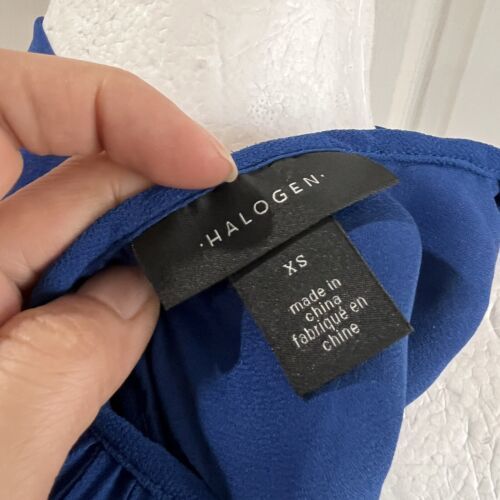 ·HALOGEN·
XS
made in
china
fabriqué en
chine